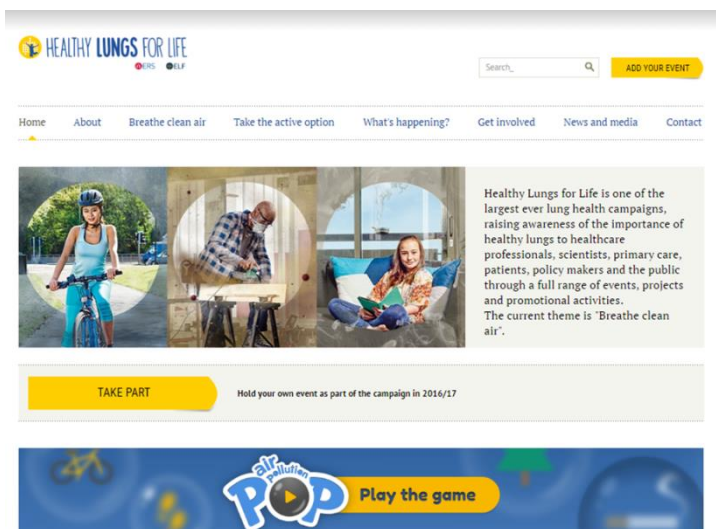 HEALTHY LUNGS FOR LIFE
ERS ELF
Search_
ADD YOUR EVENT
Home About Breathe clean air Take the active option What's happening? Get involved News and media Contact
Healthy Lungs for Life is one of the
largest ever lung health campaigns,
raising awareness of the importance of
healthy lungs to healthcare
professionals, scientists, primary care,
patients, policy makers and the public
through a full range of events, projects
and promotional activities.
The current theme is "Breathe clean
air".
TAKE PART
Hold your own event as part of the campaign in 2016/17
air
pollution
POP
Play the game